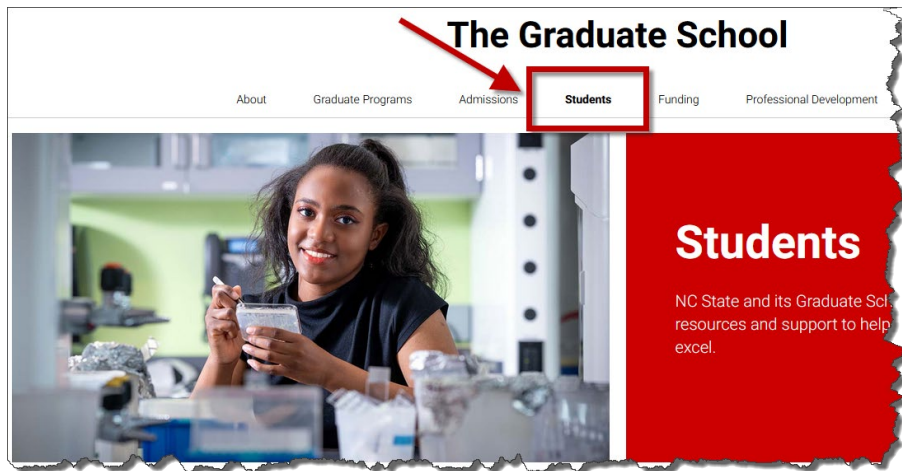 The Graduate School
About Graduate Programs Admissions Students Funding Professional Development
Students
NC State and its Graduate
resources and support to help
excel.